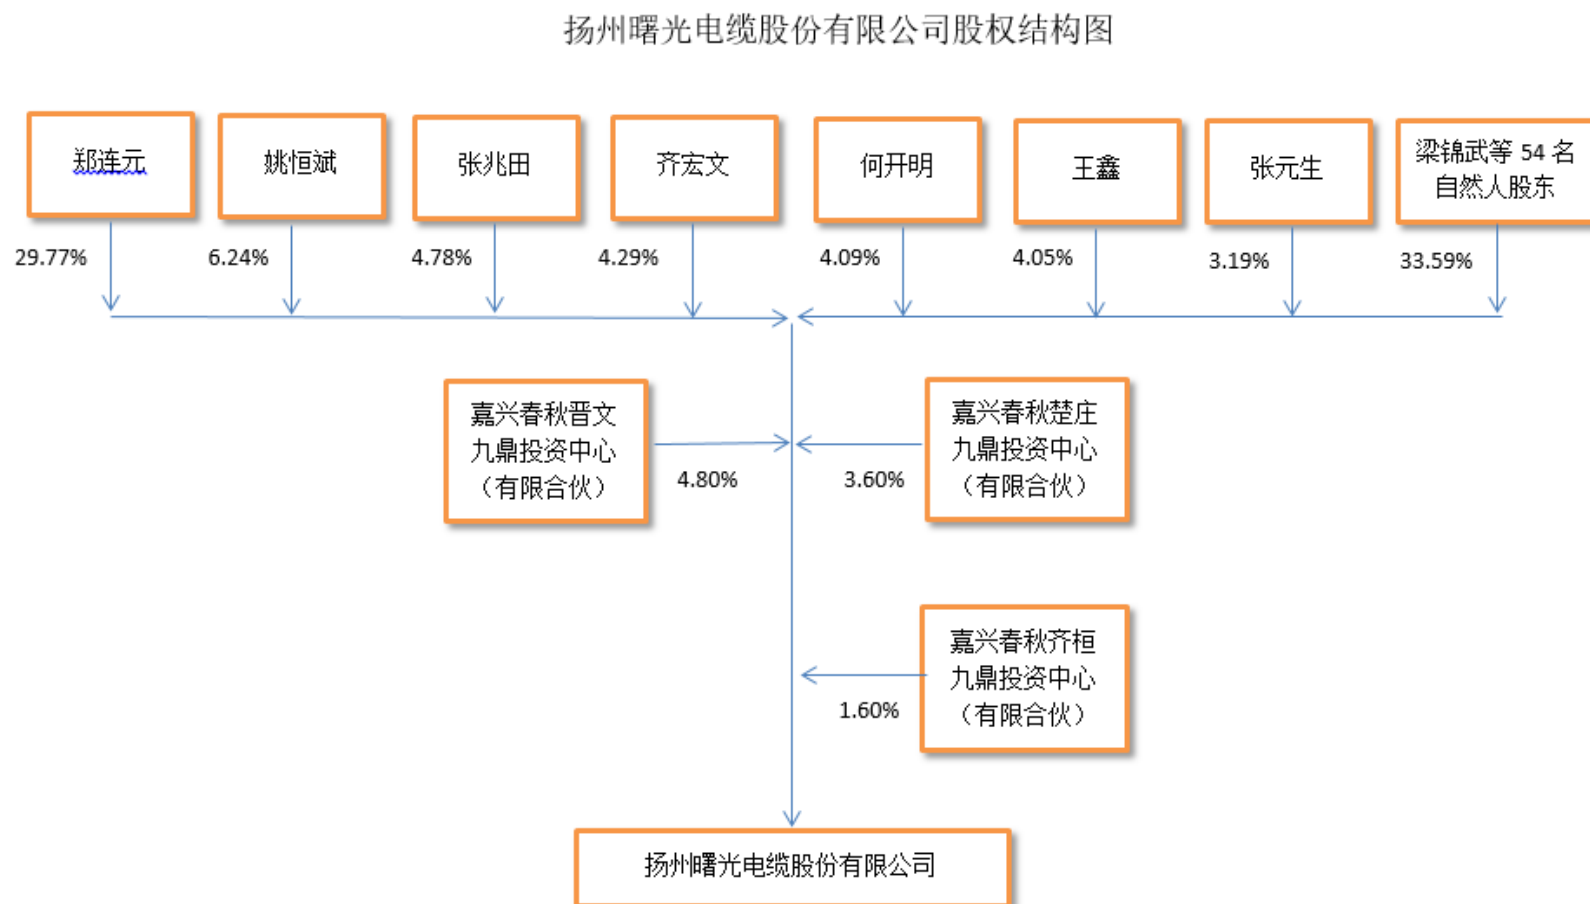 扬州曙光电缆股份有限公司股权结构图
郑连元
姚恒斌
张兆田
齐宏文
何开明
王鑫
张元生
梁锦武等 54 名
自然人股东
29.77%
6.24%
4.78%
4.29%
4.09%
4.05%
3.19%
33.59%
嘉兴春秋晋文
九鼎投资中心
（有限合伙）
4.80%
嘉兴春秋楚庄
九鼎投资中心
（有限合伙）
3.60%
嘉兴春秋齐桓
九鼎投资中心
（有限合伙）
1.60%
扬州曙光电缆股份有限公司